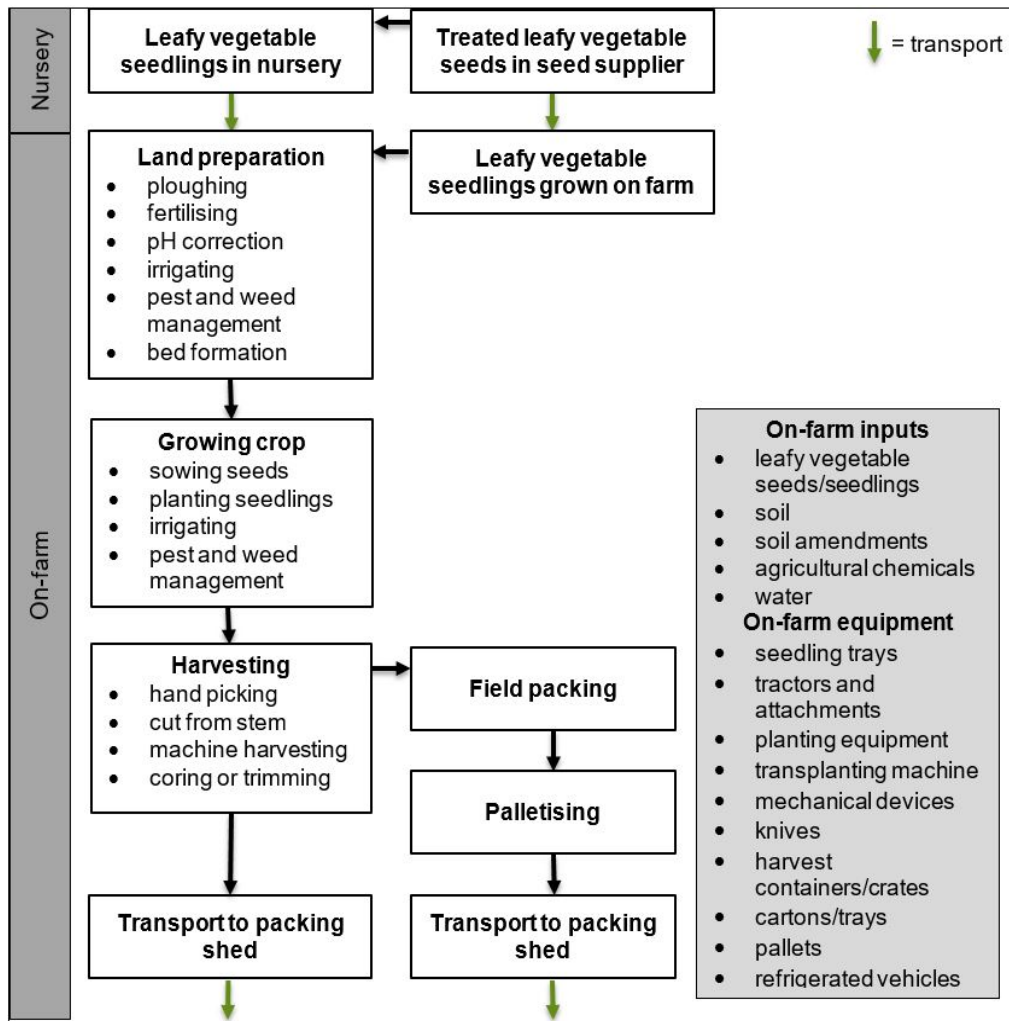 Nursery
Leafy vegetable
seedlings in nursery
Treated leafy vegetable
seeds in seed supplier
= transport
On-farm
Land preparation
• ploughing
• fertilising
• pH correction
• irrigating
• pest and weed
management
• bed formation
Leafy vegetable
seedlings grown on farm
Growing crop
• sowing seeds
• planting seedlings
• irrigating
• pest and weed
management
Harvesting
• hand picking
• cut from stem
• machine harvesting
• coring or trimming
Field packing
Palletising
Transport to packing
shed
Transport to packing
shed
On-farm inputs
• leafy vegetable
seeds/seedlings
• soil
• soil amendments
• agricultural chemicals
• water
On-farm equipment
• seedling trays
• tractors and
attachments
• planting equipment
• transplanting machine
• mechanical devices
• knives
• harvest
containers/crates
• cartons/trays
• pallets
• refrigerated vehicles